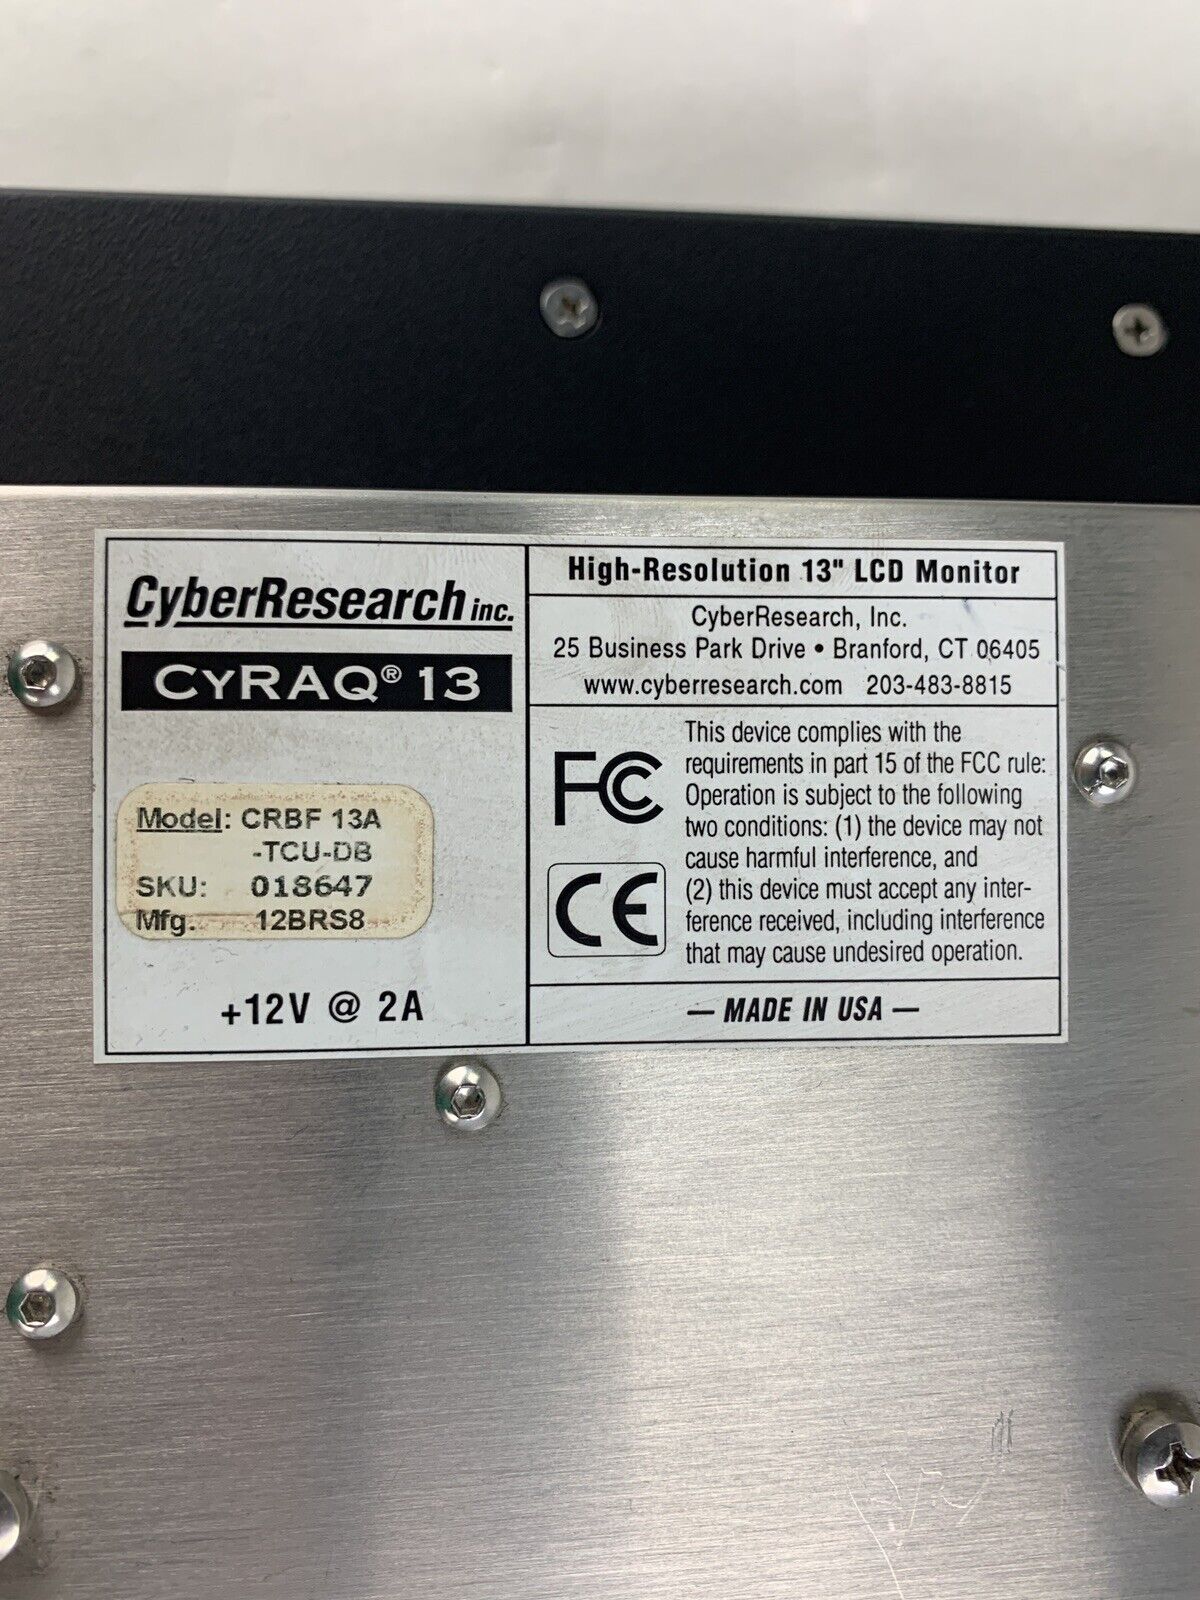 CyberResearch inc.
CYRAQ® 13
Model: CRBF 13A
-TCU-DB
SKU: 018647
Mfg. 12BRS8
+12V @ 2A
High-Resolution 13" LCD Monitor
CyberResearch, Inc.
25 Business Park Drive • Branford, CT 06405
www.cyberresearch.com 203-483-8815
FC
CE
This device complies with the
requirements in part 15 of the FCC rule:
Operation is subject to the following
two conditions: (1) the device may not
cause harmful interference, and
(2) this device must accept any inter-
ference received, including interference
that may cause undesired operation.
— MADE IN USA —